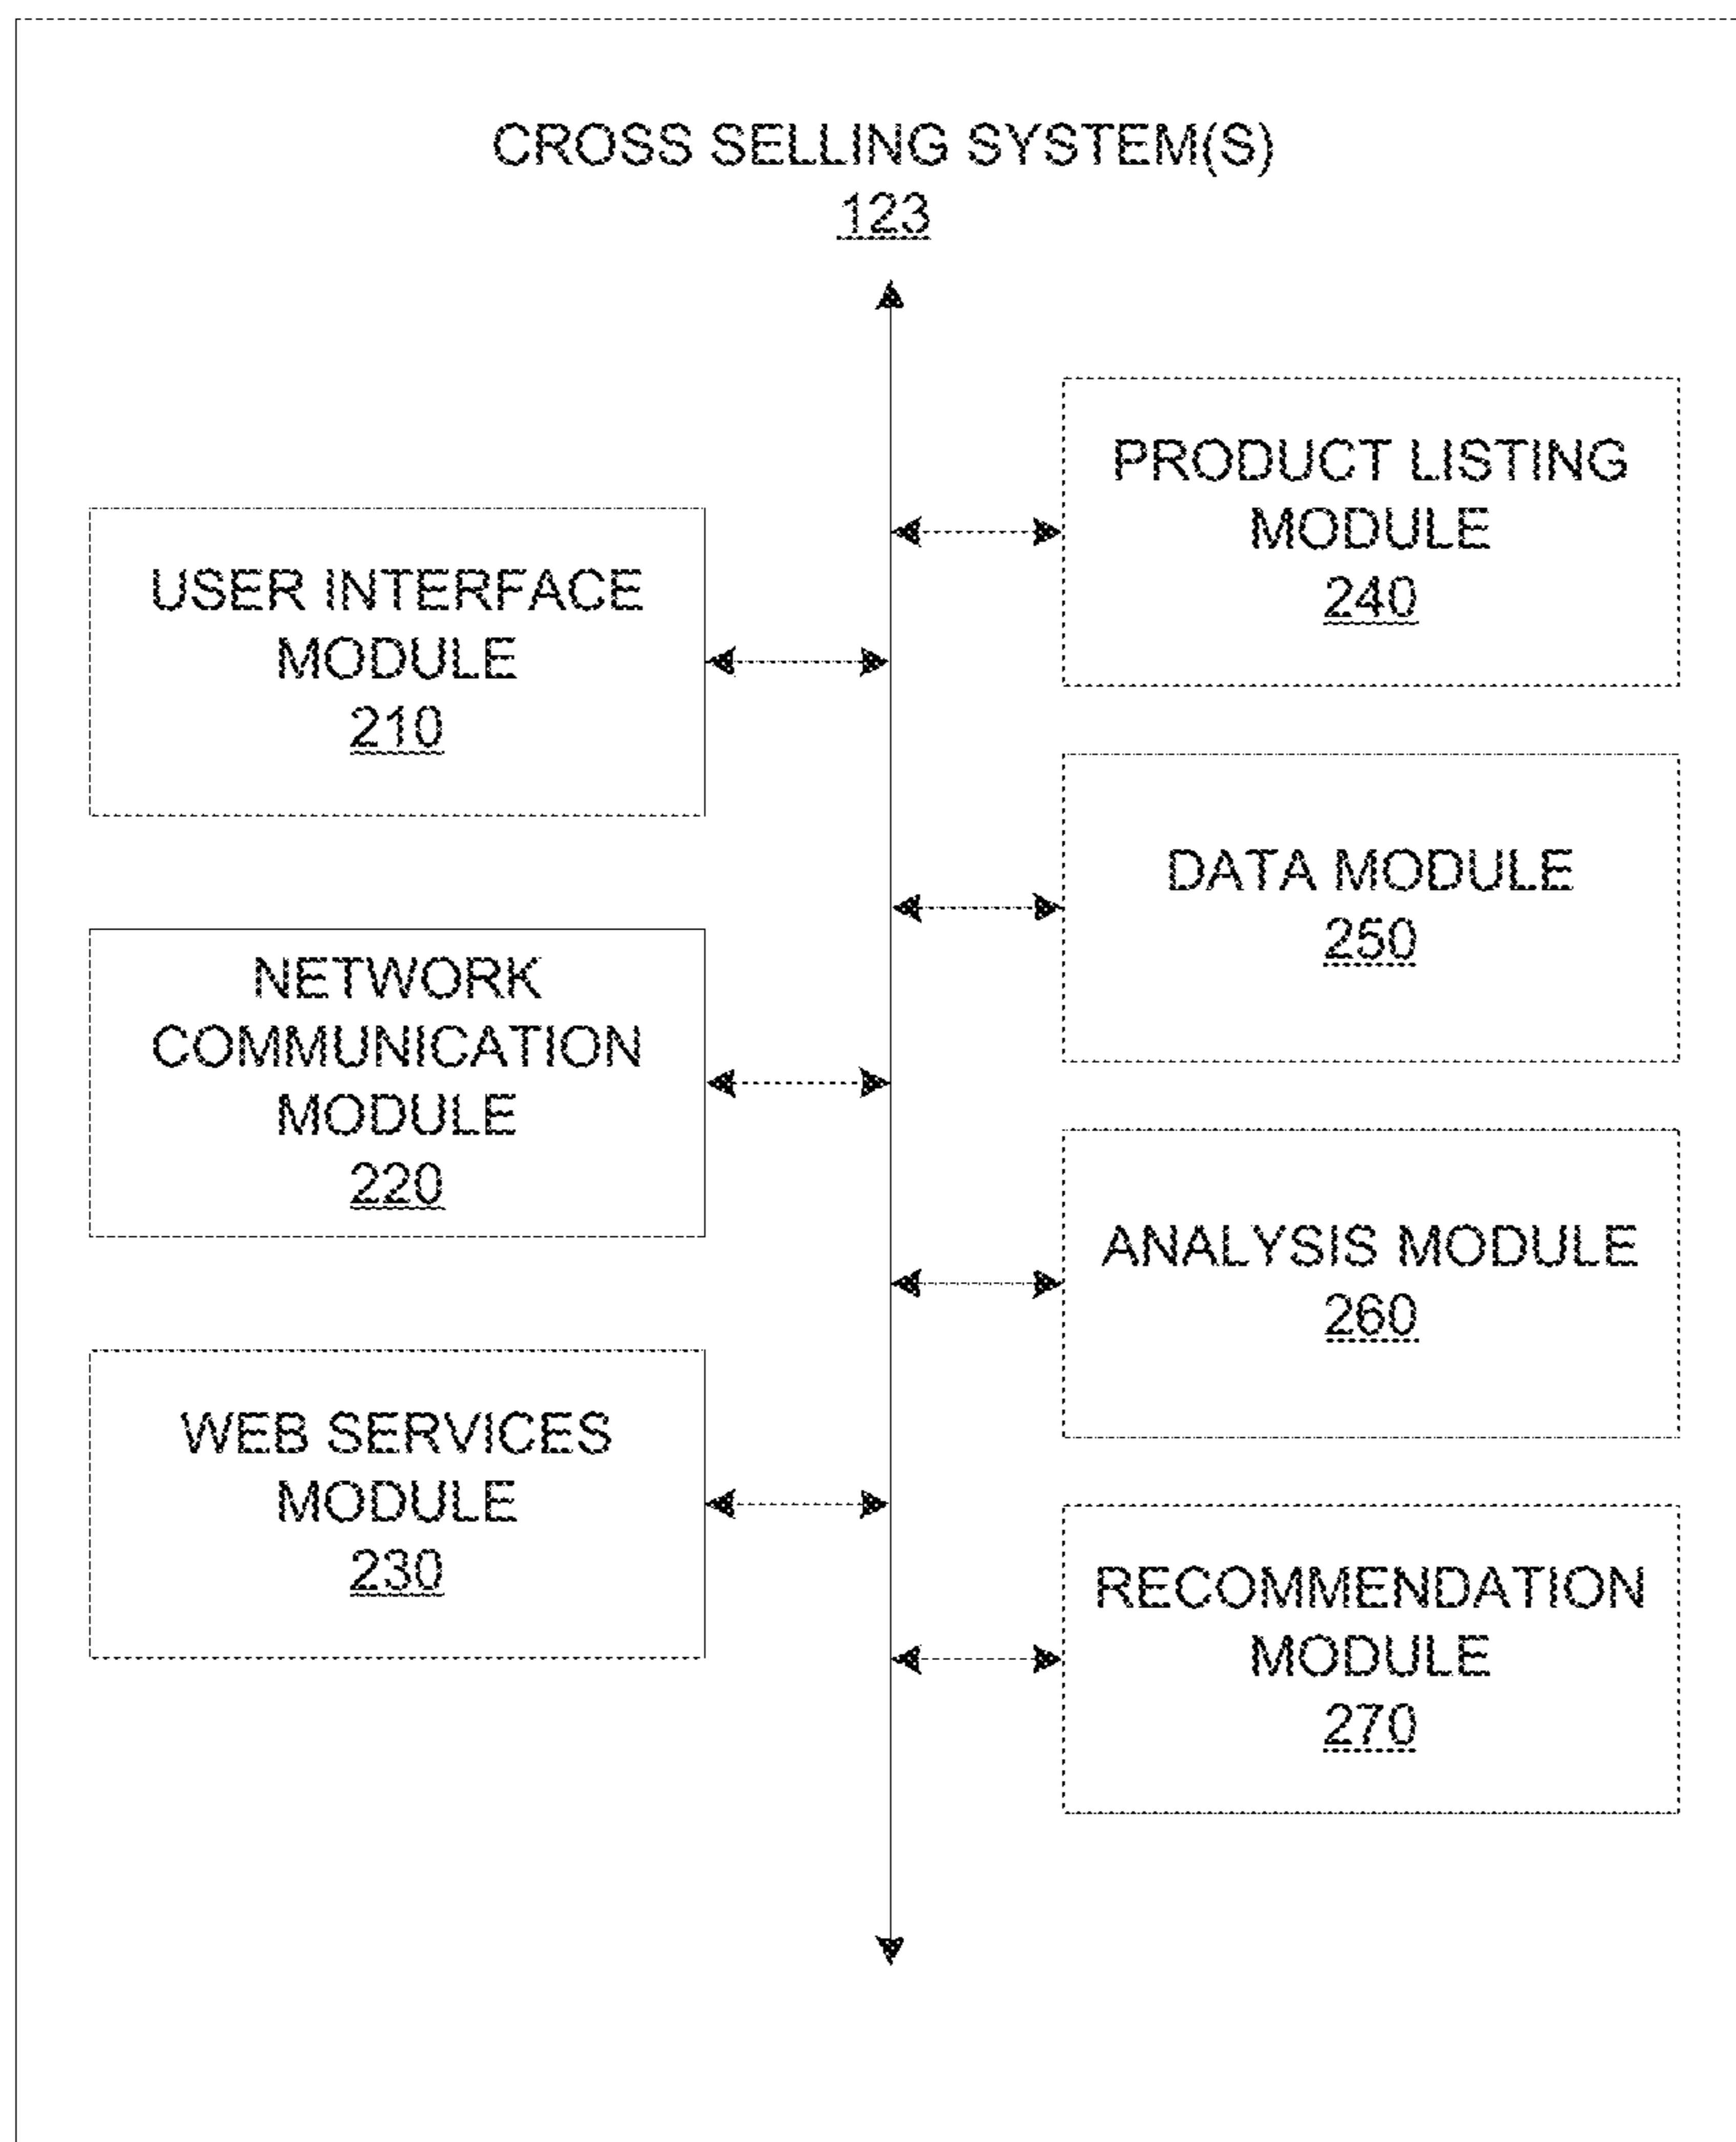 CROSS SELLING SYSTEM(S)
123
USER INTERFACE
MODULE
210
NETWORK
COMMUNICATION
MODULE
220
WEB SERVICES
MODULE
230
PRODUCT LISTING
MODULE
240
DATA MODULE
250
ANALYSIS MODULE
260
RECOMMENDATION
MODULE
270